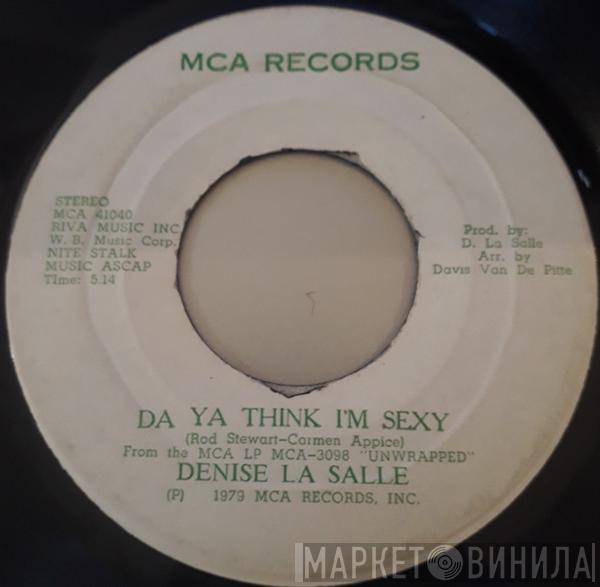 MCA RECORDS
STEREO
MCA 41040
RIVA MUSIC INC
W. B. Music Corp.
NITE STALK
MUSIC ASCAP
Time: 5.14
Prod. by:
D. La Salle
Arr. by
Davis Van De Pitte
DA YA THINK I'M SEXY
(Rod Stewart-Carmen Appice)
From the MCA LP MCA-3098 "UNWRAPPED"
DENISE LA SALLE
(P) 1979 MCA RECORDS, INC.
МАРКЕТ ВИНИЛА